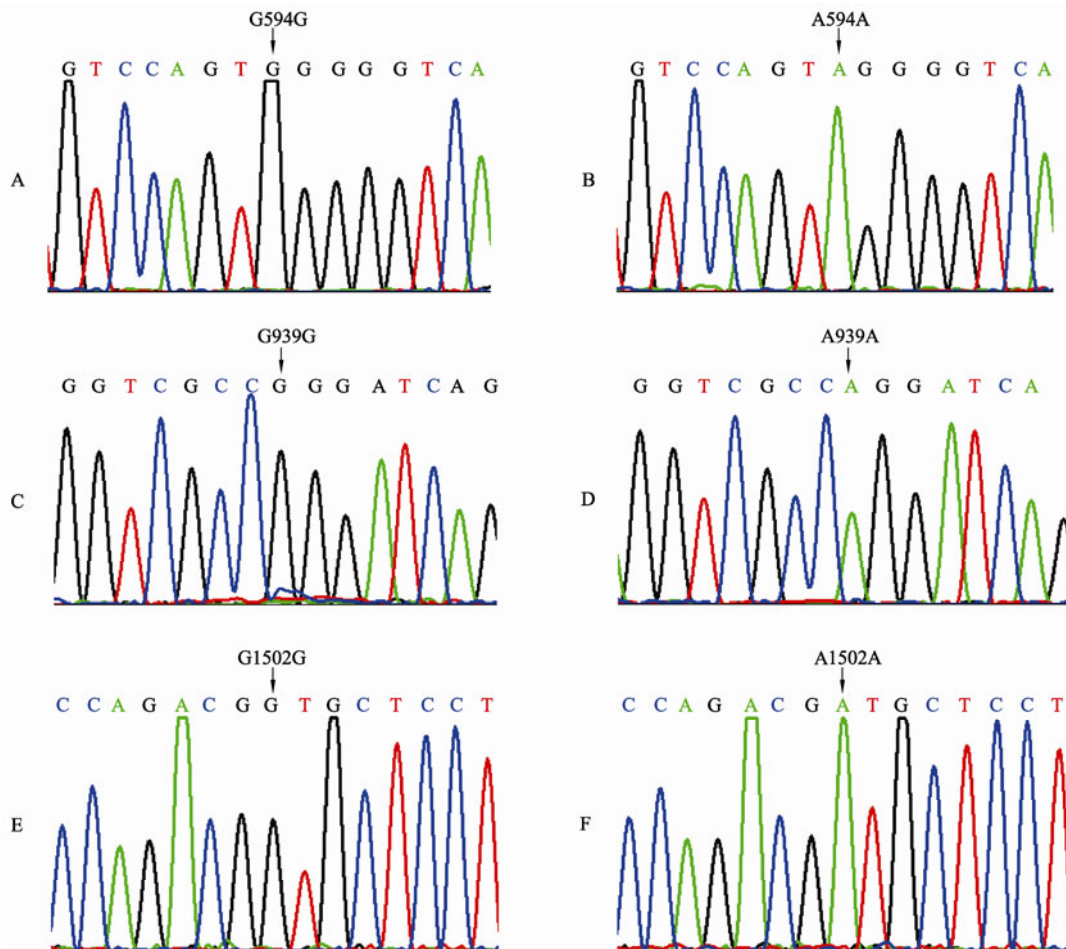 G594G
G T C C A G T G G G G G T C A
A
A594A
G T C C A G T A G G G G T C A
B
G939G
G G T C G C C G G G A T C A G
C
A939A
G G T C G C C A G G A T C A
D
G1502G
C C A G A C G G T G C T C C T
E
A1502A
C C A G A C G A T G C T C C T
F